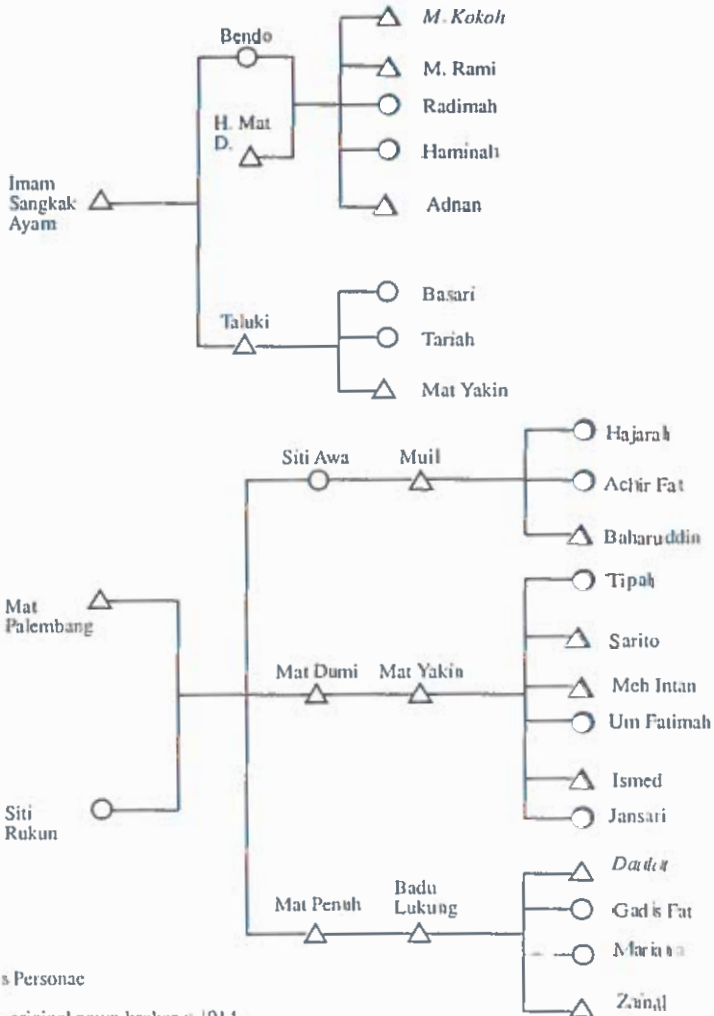 M. Kokoh
Bendo
M. Rami
Radimah
H. Mat
D.
Haminah
Imam
Sangkak
Ayam
Adnan
Basari
Taluki
Tariah
Mat Yakin
Hajarah
Siti Awa Muil
Achir Fat
Baharuddin
Tipah
Mat
Palembang
Sarito
Mat Dumi Mat Yakin
Meh Intan
Um Fatimah
Ismed
Siti
Rukun
Jansari
Mat Penuh
Badu
Lukung
Gadis Fat
Mariana
Zainal
s Personae
original